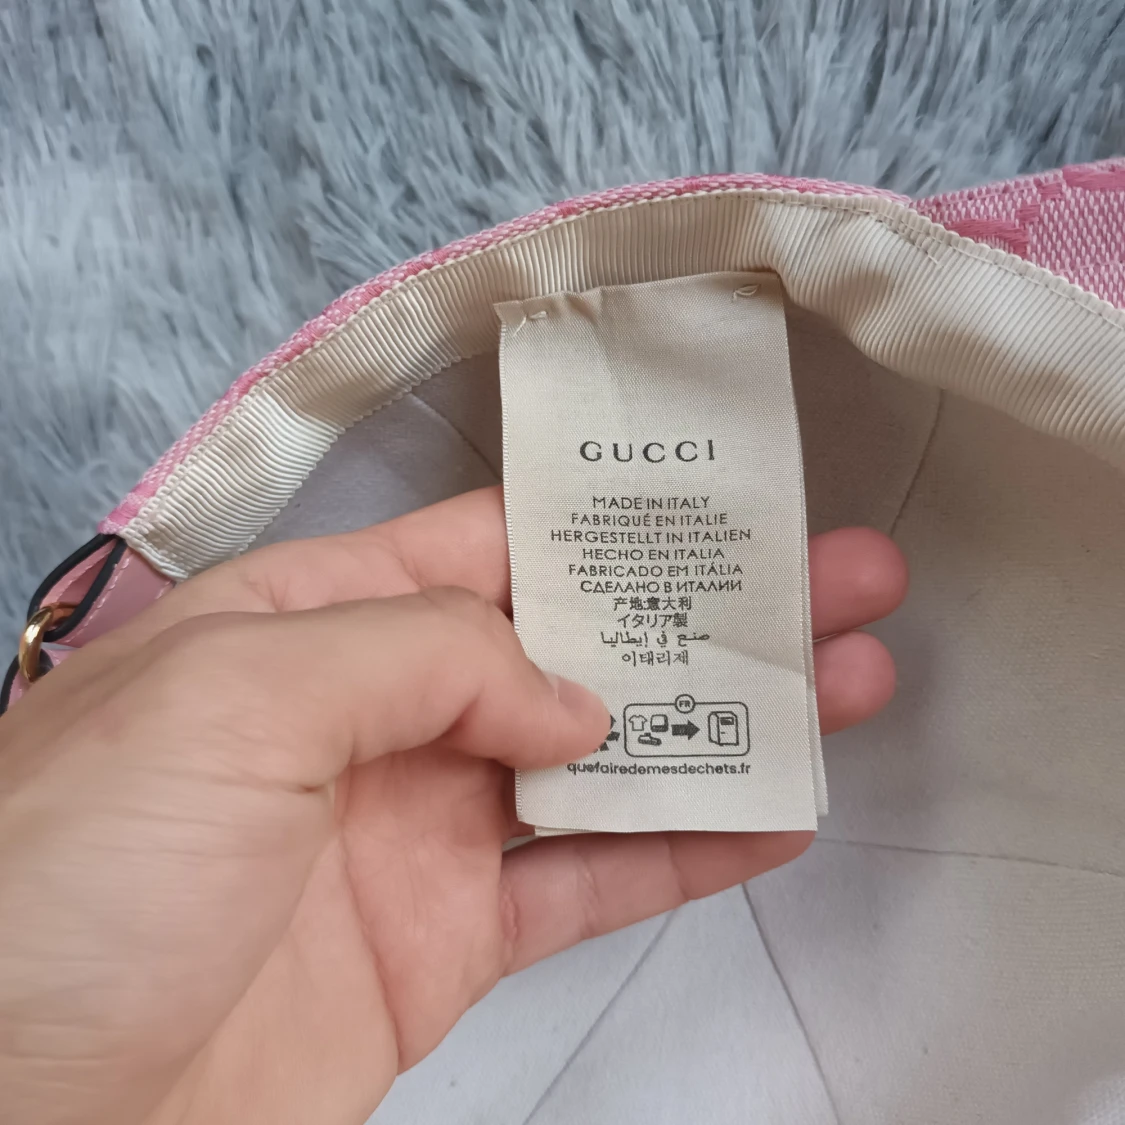 GUCCI
MADE IN ITALY
FABRIQUÉ EN ITALIE
HERGESTELLT IN ITALIEN
HECHO EN ITALIA
FABRICADO EM ITÁLIA
СДЕЛАНО В ИТАЛИИ
产地:意大利
イタリア製
صنع في إيطاليا
이태리제
FR
quefairedemesdechets.fr